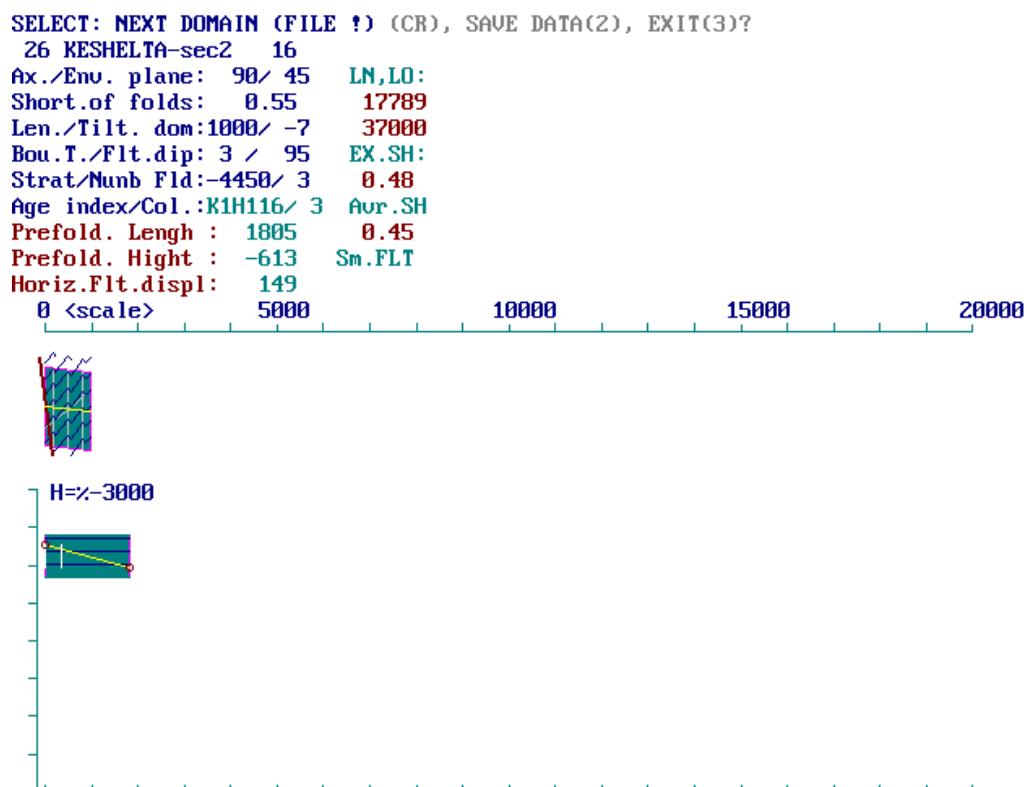 SELECT: NEXT DOMAIN (FILE !) (CR), SAVE DATA(2), EXIT(3)?
26 KESHELTA-sec2 16
Ax./Env. plane: 90/ 45 LN,LO:
Short.of folds: 0.55 17789
Len./Tilt. dom:1000/ -7 37000
Bou.T./Flt.dip: 3 / 95 EX.SH:
Strat/Nunb Fld:-4450/ 3 0.48
Age index/Col.:K1H116/ 3 Avr.SH
Prefold. Lengh : 1805 0.45
Prefold. Hight : -613 Sm.FLT
Horiz.Flt.displ: 149
0 <scale> 5000 10000 15000 20000
H=%-3000